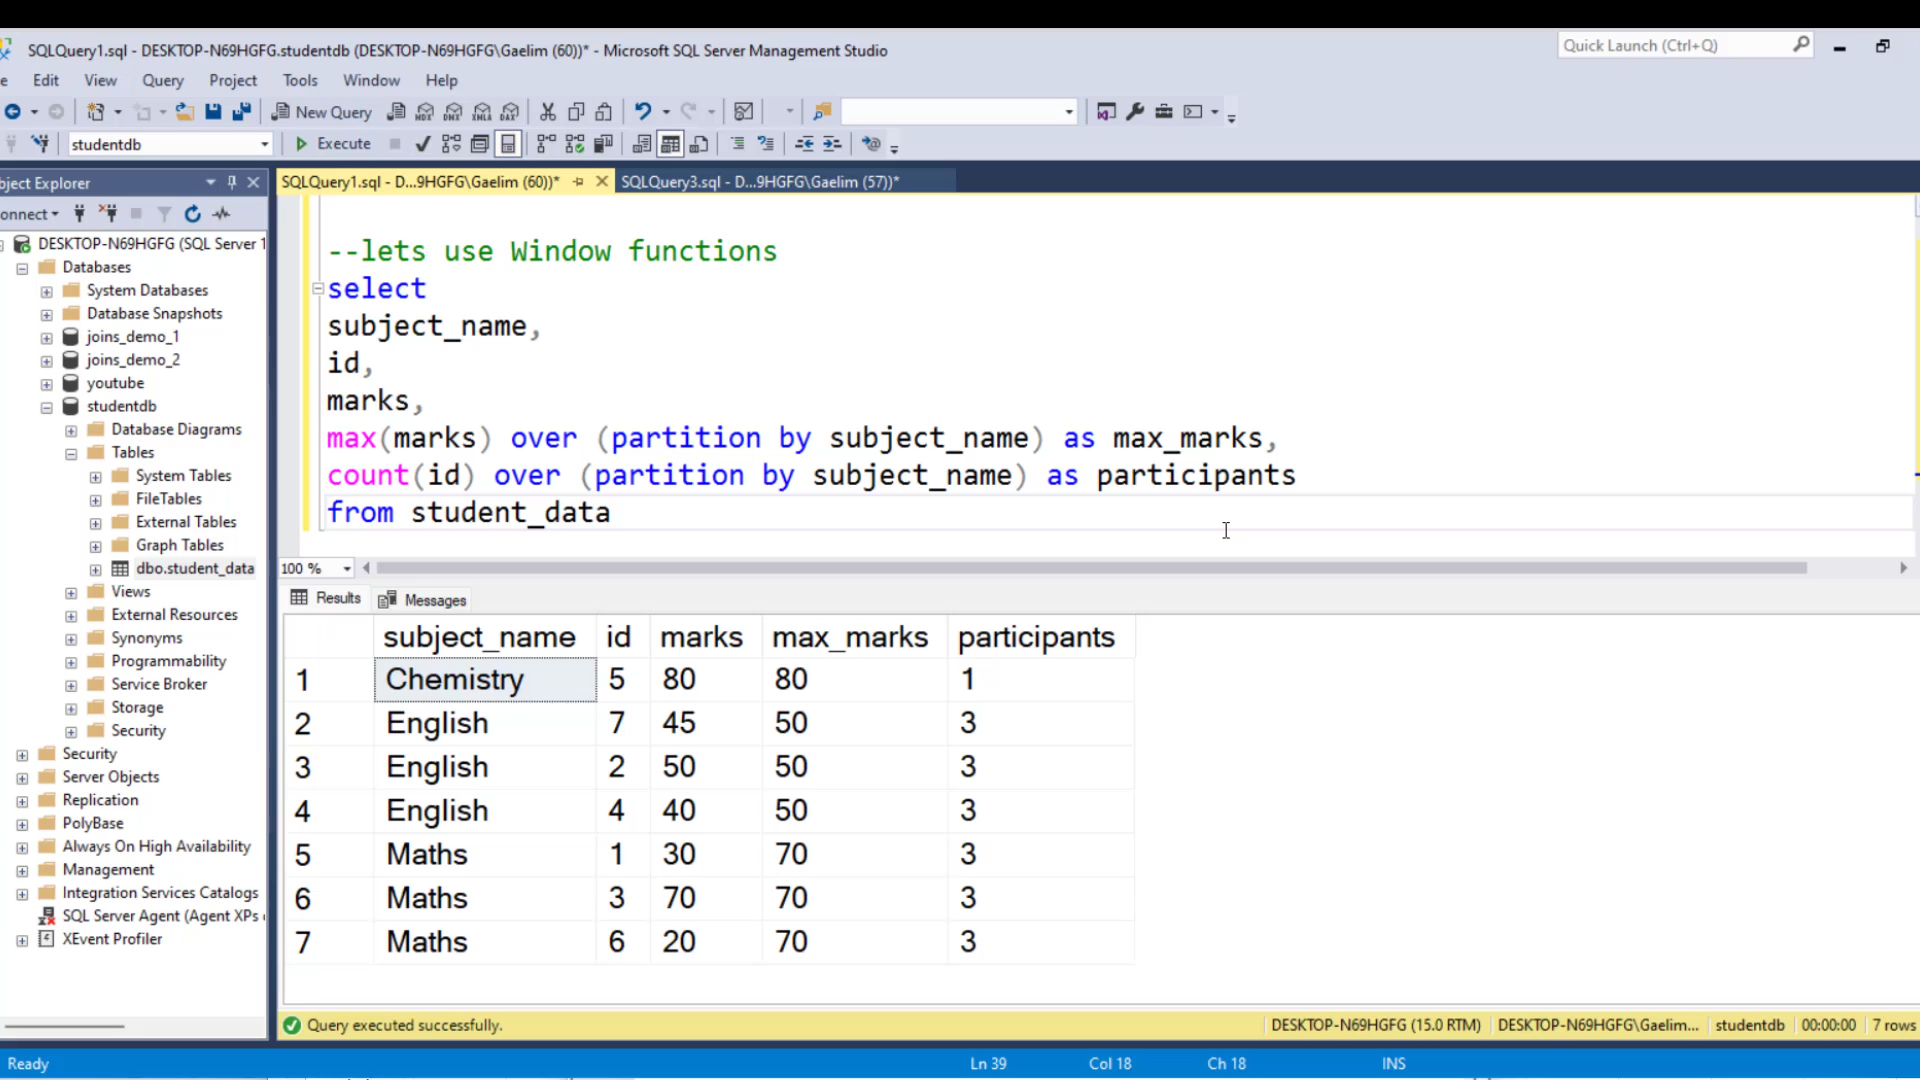 SQLQuery1.sql - DESKTOP-N69HGFG.studentdb (DESKTOP-N69HGFG\Gaelim (60))* - Microsoft SQL Server Management Studio
Quick Launch (Ctrl+Q)
e Edit View Query Project Tools Window Help
New Query
studentdb
Execute
bject Explorer
SQLQuery1.sql - D...9HGFG\Gaelim (60))*
SQLQuery3.sql - D...9HGFG\Gaelim (57))*
onnect
DESKTOP-N69HGFG (SQL Server 1
Databases
System Databases
Database Snapshots
joins_demo_1
joins_demo_2
youtube
studentdb
Database Diagrams
Tables
System Tables
FileTables
External Tables
Graph Tables
dbo.student_data
Views
External Resources
Synonyms
Programmability
Service Broker
Storage
Security
Security
Server Objects
Replication
PolyBase
Always On High Availability
Management
Integration Services Catalogs
SQL Server Agent (Agent XPs
XEvent Profiler
--lets use Window functions
select
subject_name,
id,
marks,
max(marks) over (partition by subject_name) as max_marks,
count(id) over (partition by subject_name) as participants
from student_data
100 %
Results Messages
subject_name id marks max_marks participants
1 Chemistry 5 80 80 1
2 English 7 45 50 3
3 English 2 50 50 3
4 English 4 40 50 3
5 Maths 1 30 70 3
6 Maths 3 70 70 3
7 Maths 6 20 70 3
Query executed successfully.
DESKTOP-N69HGFG (15.0 RTM) DESKTOP-N69HGFG\Gaelim... studentdb 00:00:00 7 rows
Ready Ln 39 Col 18 Ch 18 INS